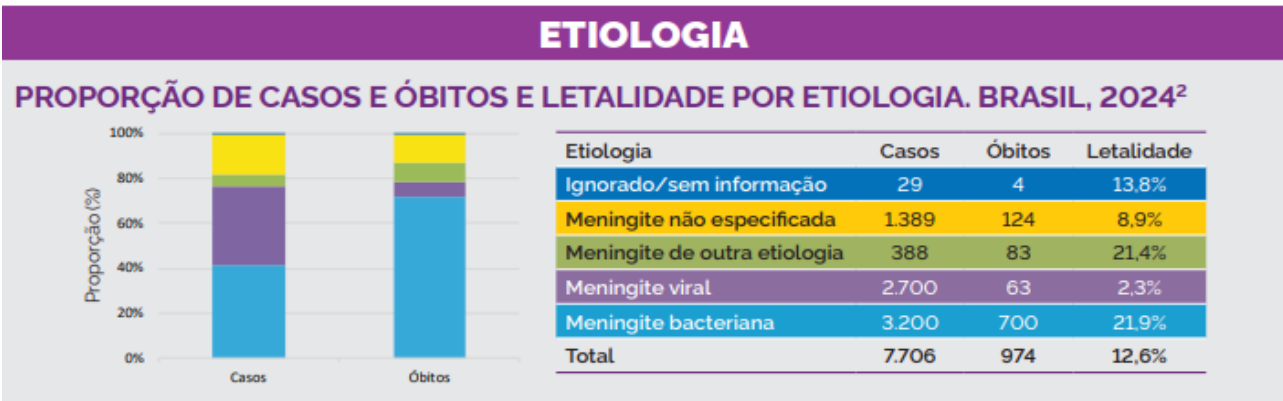 ETIOLOGIA
PROPORÇÃO DE CASOS E ÓBITOS E LETALIDADE POR ETIOLOGIA. BRASIL, 2024²
Proporção (%)
100%
80%
60%
40%
20%
0%
Casos Óbitos
Etiologia Casos Óbitos Letalidade
Ignorado/sem informação 29 4 13,8%
Meningite não especificada 1.389 124 8,9%
Meningite de outra etiologia 388 83 21,4%
Meningite viral 2.700 63 2,3%
Meningite bacteriana 3.200 700 21,9%
Total 7.706 974 12,6%